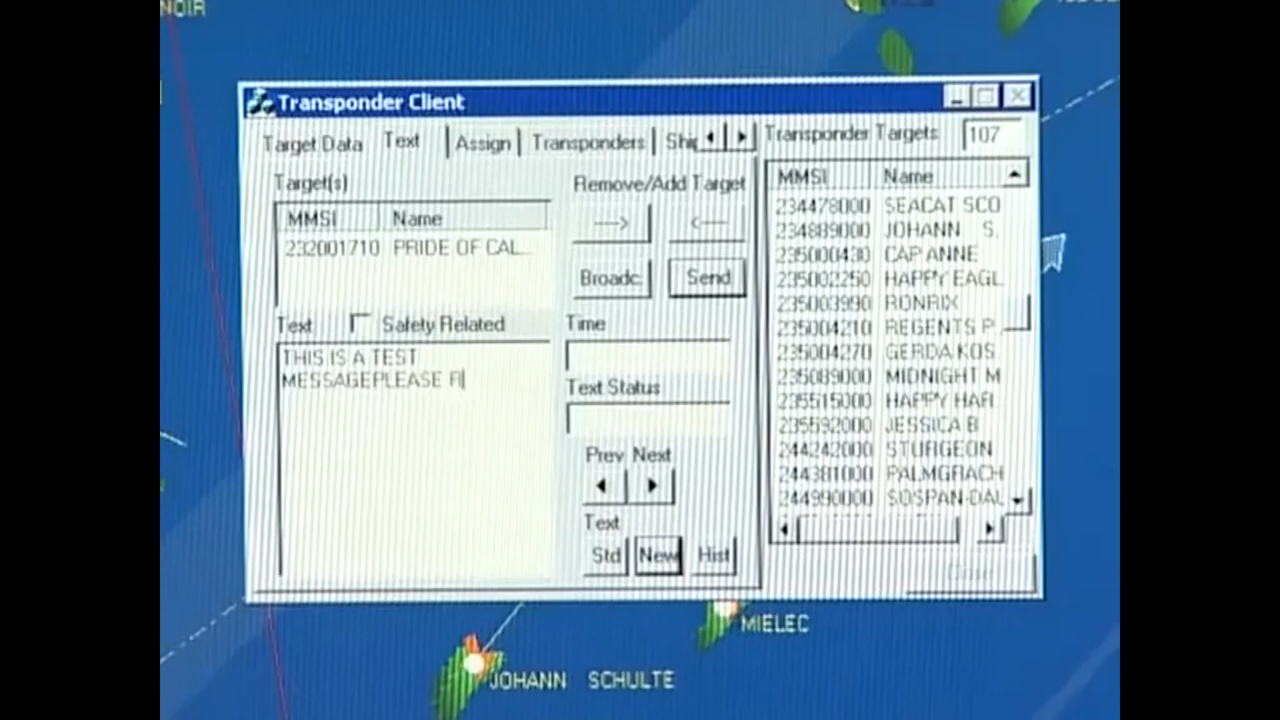 NOIR
Transponder Client
Target Data Text Assign Transponders
Transponder Targets 107
Target(s)
MMSI Name
232001710 PRIDE OF CAL...
Remove/Add Target
--->
<---
Broadc.
Send
Text Safety Related
THIS IS A TEST
MESSAGEPLEASE R
Time
Text Status
Prev Next
Text
Std New Hist
MMSI Name
234478000 SEACAT SCO
234889000 JOHANN S.
235000430 CAP ANNE
235002250 HAPPY EAGL
235003990 RONRIX
235004210 REGENTS P
235004270 GERDA KOS
235089000 MIDNIGHT M
235515000 HAPPY HAR
235592000 JESSICA B
244242000 STURGEON
244381000 PALMGRACH
244990000 SOSPAN-DAU
Close
MIELEC
JOHANN SCHULTE